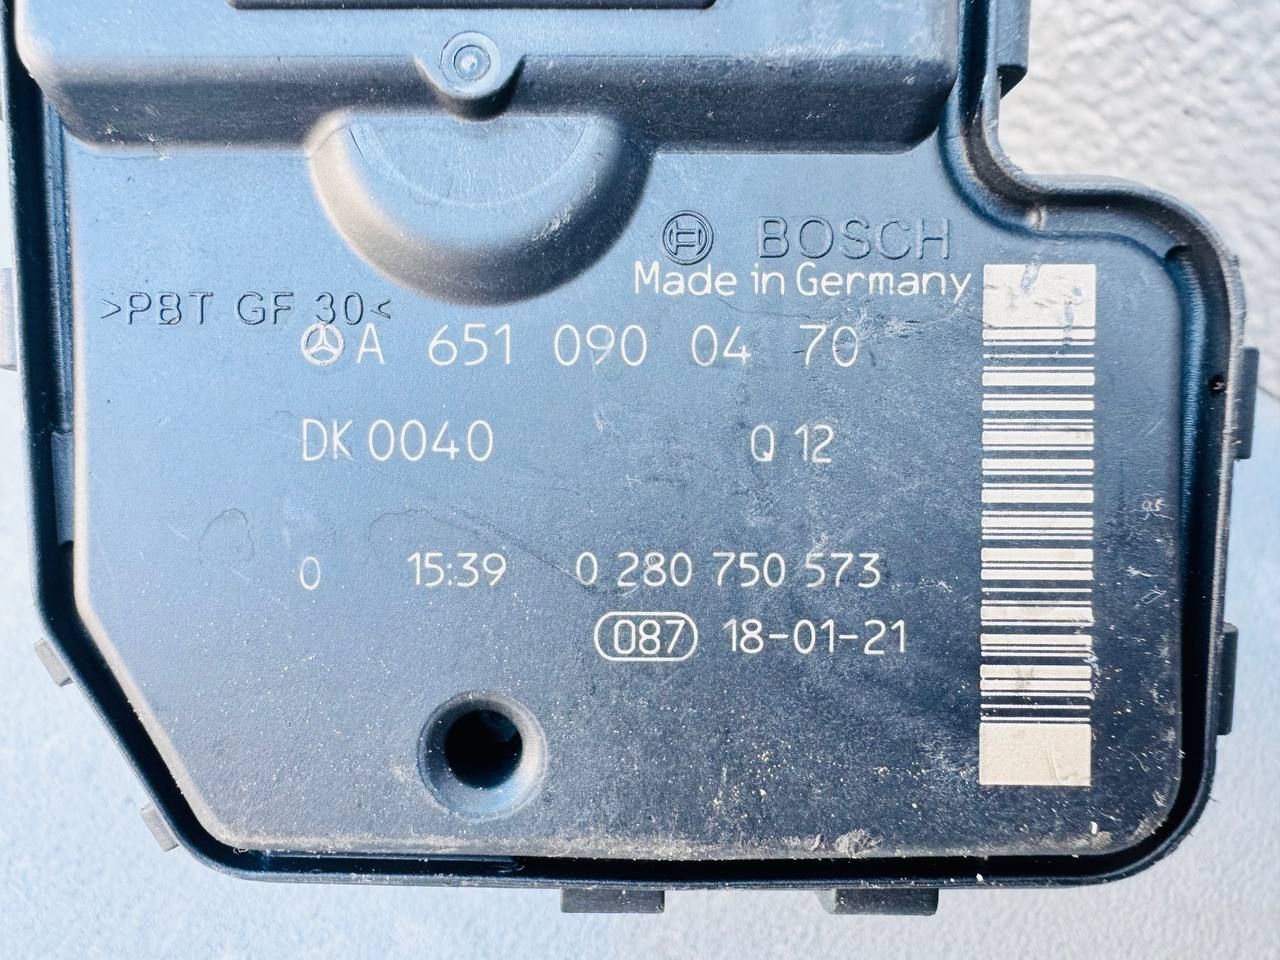 BOSCH
Made in Germany
>PBT GF 30<
A 651 090 04 70
DK 0040 Q 12
0 15:39 0 280 750 573
087 18-01-21